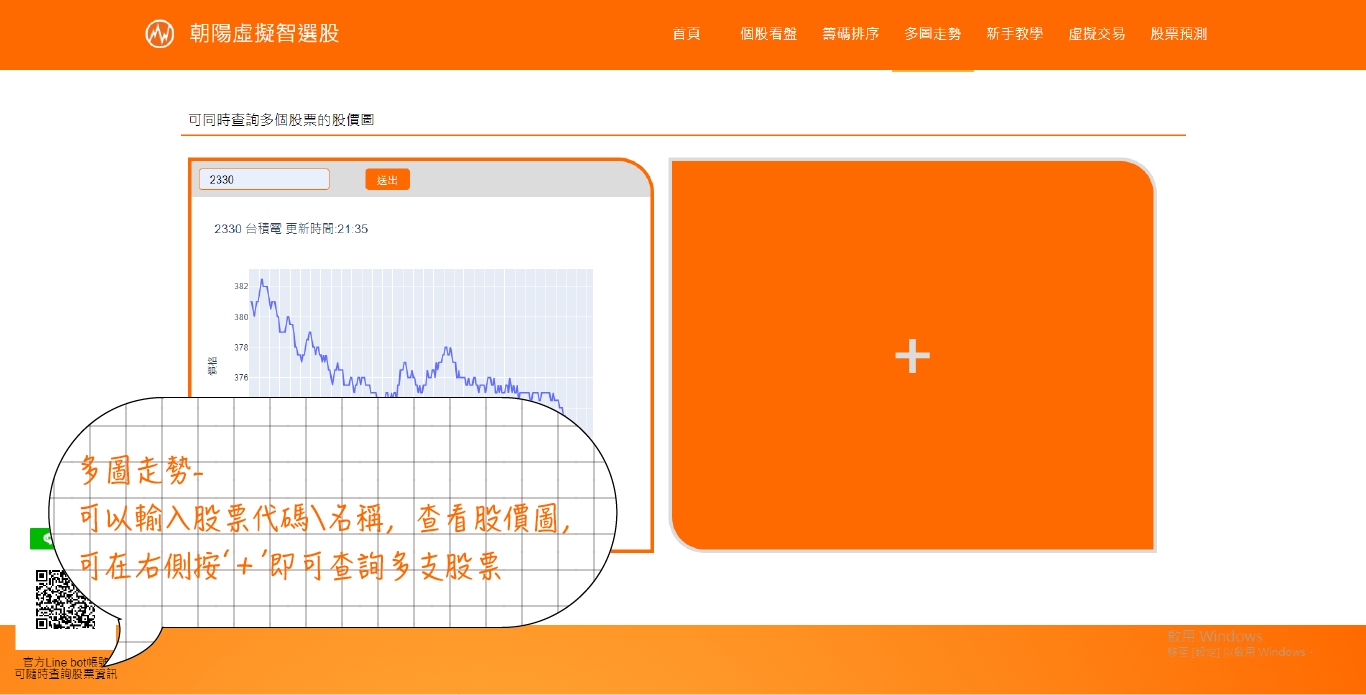 朝陽虛擬智選股
首頁 個股看盤 籌碼排序 多圖走勢 新手教學 虛擬交易 股票預測
可同時查詢多個股票的股價圖
2330 送出
2330 台積電 更新時間:21:35
382
380
378
376
價格
多圖走勢-
可以輸入股票代碼\名稱, 查看股價圖,
可在右側按‘+’即可查詢多支股票
官方Line bot帳號
可隨時查詢股票資訊
啟用 Windows
移至 [設定] 以啟用 Windows。